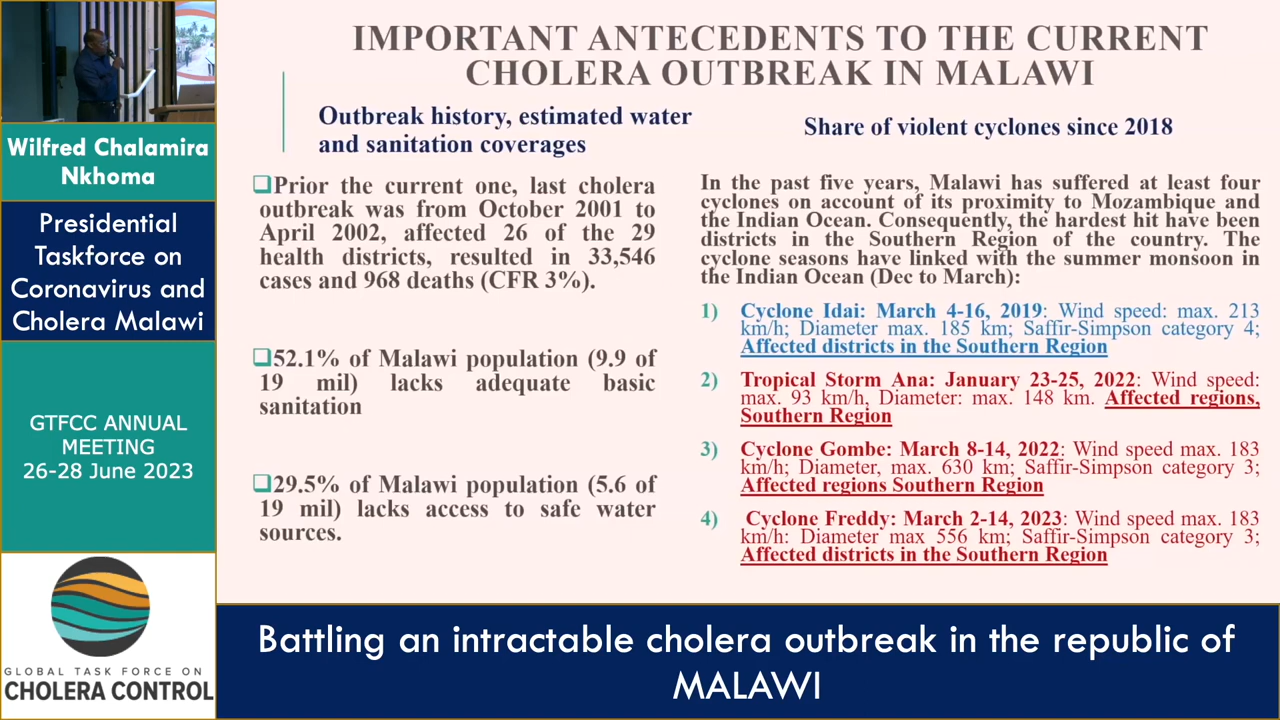 Wilfred Chalamira
Nkhoma
Presidential
Taskforce on
Coronavirus and
Cholera Malawi
GTFCC ANNUAL
MEETING
26-28 June 2023
GLOBAL TASK FORCE ON
CHOLERA CONTROL
IMPORTANT ANTECEDENTS TO THE CURRENT
CHOLERA OUTBREAK IN MALAWI
Outbreak history, estimated water
and sanitation coverages
❑Prior the current one, last cholera
outbreak was from October 2001 to
April 2002, affected 26 of the 29
health districts, resulted in 33,546
cases and 968 deaths (CFR 3%).
❑52.1% of Malawi population (9.9 of
19 mil) lacks adequate basic
sanitation
❑29.5% of Malawi population (5.6 of
19 mil) lacks access to safe water
sources.
Share of violent cyclones since 2018
In the past five years, Malawi has suffered at least four
cyclones on account of its proximity to Mozambique and
the Indian Ocean. Consequently, the hardest hit have been
districts in the Southern Region of the country. The
cyclone seasons have linked with the summer monsoon in
the Indian Ocean (Dec to March):
1) Cyclone Idai: March 4-16, 2019: Wind speed: max. 213
km/h; Diameter max. 185 km; Saffir-Simpson category 4;
Affected districts in the Southern Region
2) Tropical Storm Ana: January 23-25, 2022: Wind speed:
max. 93 km/h, Diameter: max. 148 km. Affected regions,
Southern Region
3) Cyclone Gombe: March 8-14, 2022: Wind speed max. 183
km/h; Diameter, max. 630 km; Saffir-Simpson category 3;
Affected regions Southern Region
4) Cyclone Freddy: March 2-14, 2023: Wind speed max. 183
km/h: Diameter max 556 km; Saffir-Simpson category 3;
Affected districts in the Southern Region
Battling an intractable cholera outbreak in the republic of
MALAWI